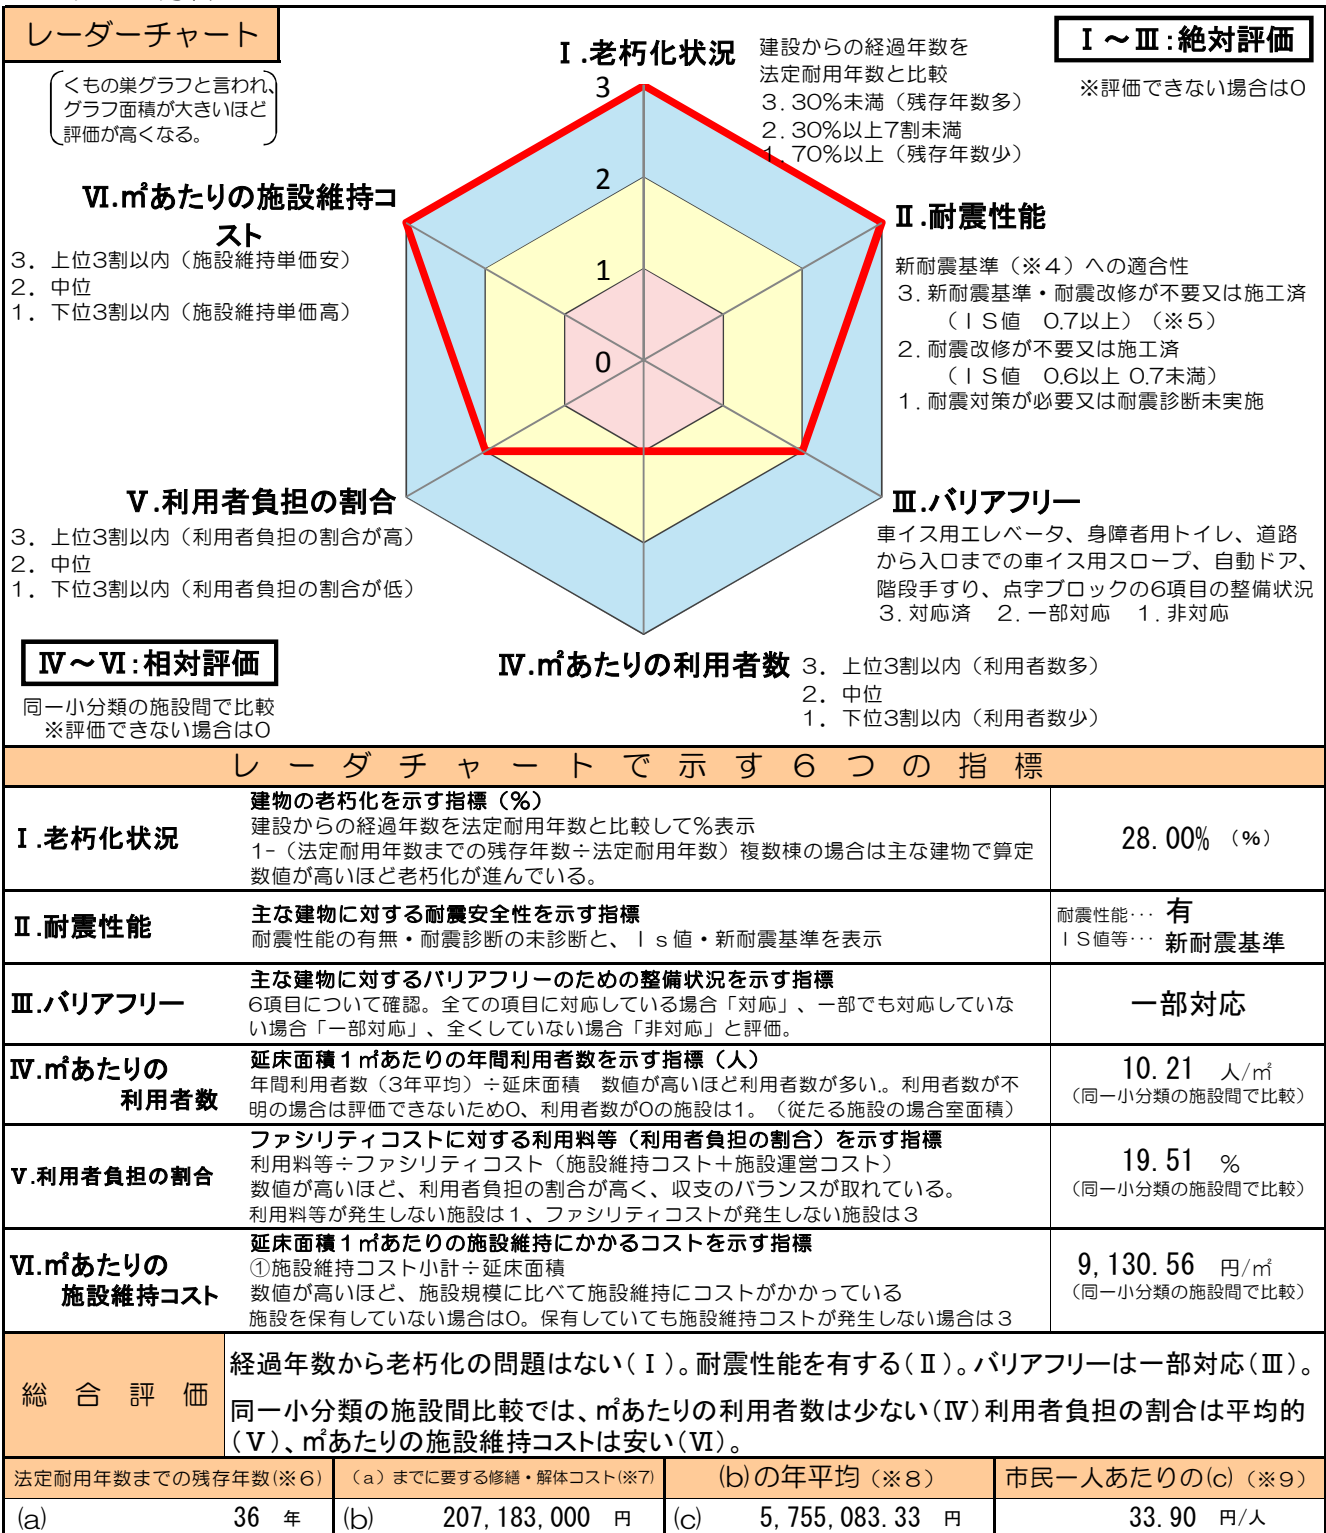 レーダーチャート
くもの巣グラフと言われ、
グラフ面積が大きいほど
評価が高くなる。
Ⅰ～Ⅲ：絶対評価
※評価できない場合は0
Ⅰ.老朽化状況
建設からの経過年数を
法定耐用年数と比較
3. 30%未満（残存年数多）
2. 30%以上7割未満
1. 70%以上（残存年数少）
3
2
1
0
Ⅵ.㎡あたりの施設維持コ
スト
3. 上位3割以内（施設維持単価安）
2. 中位
1. 下位3割以内（施設維持単価高）
Ⅱ.耐震性能
新耐震基準（※4）への適合性
3. 新耐震基準・耐震改修が不要又は施工済
（ＩＳ値　0.7以上）（※5）
2. 耐震改修が不要又は施工済
（ＩＳ値　0.6以上 0.7未満）
1. 耐震対策が必要又は耐震診断未実施
Ⅴ.利用者負担の割合
3. 上位3割以内（利用者負担の割合が高）
2. 中位
1. 下位3割以内（利用者負担の割合が低）
Ⅲ.バリアフリー
車イス用エレベータ、身障者用トイレ、道路
から入口までの車イス用スロープ、自動ドア、
階段手すり、点字ブロックの6項目の整備状況
3. 対応済　2. 一部対応　1. 非対応
Ⅳ～Ⅵ：相対評価
同一小分類の施設間で比較
※評価できない場合は0
Ⅳ.㎡あたりの利用者数
3. 上位3割以内（利用者数多）
2. 中位
1. 下位3割以内（利用者数少）
レーダチャートで示す6つの指標
Ⅰ.老朽化状況
建物の老朽化を示す指標（%）
建設からの経過年数を法定耐用年数と比較して%表示
1-（法定耐用年数までの残存年数÷法定耐用年数）複数棟の場合は主な建物で算定
数値が高いほど老朽化が進んでいる。
28.00% （%）
Ⅱ.耐震性能
主な建物に対する耐震安全性を示す指標
耐震性能の有無・耐震診断の未診断と、Ｉｓ値・新耐震基準を表示
耐震性能… 有
ＩＳ値等… 新耐震基準
Ⅲ.バリアフリー
主な建物に対するバリアフリーのための整備状況を示す指標
6項目について確認。全ての項目に対応している場合「対応」、一部でも対応していな
い場合「一部対応」、全くしていない場合「非対応」と評価。
一部対応
Ⅳ.㎡あたりの
利用者数
延床面積１㎡あたりの年間利用者数を示す指標（人）
年間利用者数（3年平均）÷延床面積　数値が高いほど利用者数が多い。利用者数が不
明の場合は評価できないため0、利用者数が0の施設は1。（従たる施設の場合室面積）
10.21 人/㎡
（同一小分類の施設間で比較）
Ⅴ.利用者負担の割合
ファシリティコストに対する利用料等（利用者負担の割合）を示す指標
利用料等÷ファシリティコスト（施設維持コスト＋施設運営コスト）
数値が高いほど、利用者負担の割合が高く、収支のバランスが取れている。
利用料等が発生しない施設は１、ファシリティコストが発生しない施設は３
19.51 %
（同一小分類の施設間で比較）
Ⅵ.㎡あたりの
施設維持コスト
延床面積１㎡あたりの施設維持にかかるコストを示す指標
①施設維持コスト小計÷延床面積
数値が高いほど、施設規模に比べて施設維持にコストがかかっている
施設を保有していない場合は0。保有していても施設維持コストが発生しない場合は３
9,130.56 円/㎡
（同一小分類の施設間で比較）
総合評価
経過年数から老朽化の問題はない(Ⅰ)。耐震性能を有する(Ⅱ)。バリアフリーは一部対応(Ⅲ)。
同一小分類の施設間比較では、㎡あたりの利用者数は少ない(Ⅳ)利用者負担の割合は平均的
(Ⅴ)、㎡あたりの施設維持コストは安い(Ⅵ)。
法定耐用年数までの残存年数(※6)
（a）までに要する修繕・解体コスト(※7)
(b)の年平均（※8）
市民一人あたりの(c)（※9）
(a) 36 年
(b) 207,183,000 円
(c) 5,755,083.33 円
33.90 円/人